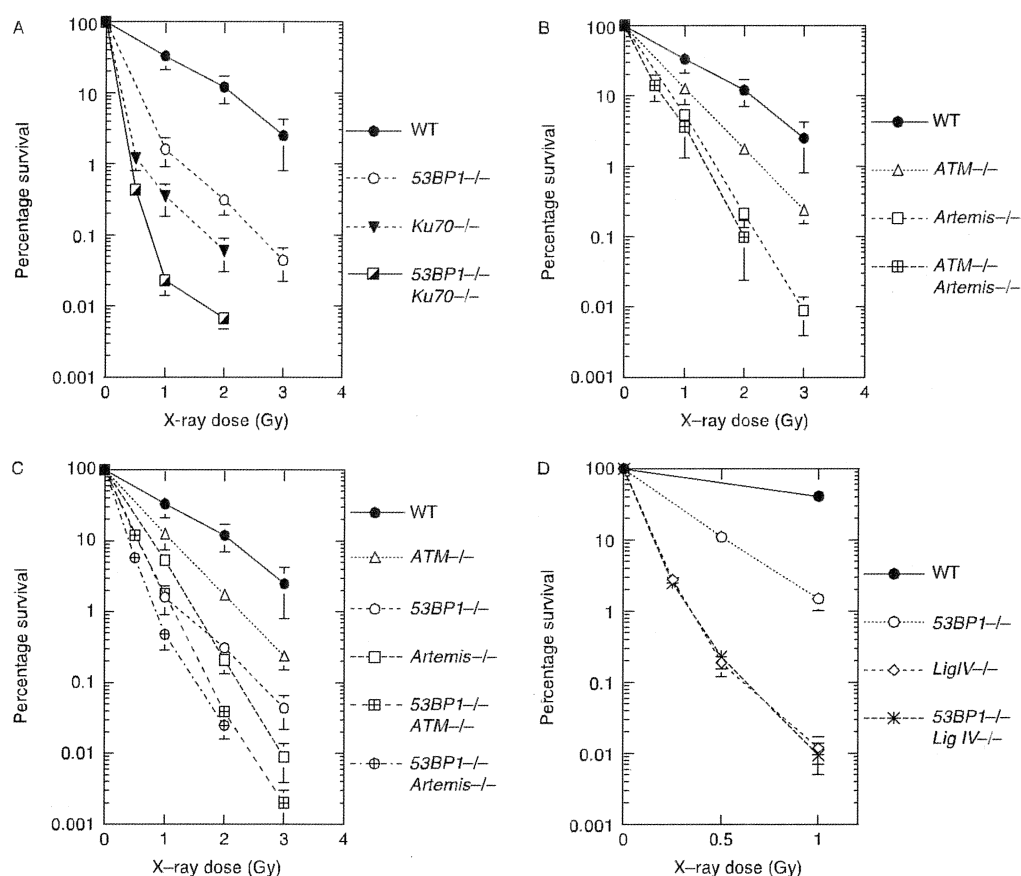 A
Percentage survival
100
10
1
0.1
0.01
0.001
0
1
2
3
4
X-ray dose (Gy)
WT
53BP1–/–
Ku70–/–
53BP1–/–
Ku70–/–
B
Percentage survival
100
10
1
0.1
0.01
0.001
0
1
2
3
4
X–ray dose (Gy)
WT
ATM–/–
Artemis–/–
ATM–/–
Artemis–/–
C
Percentage survival
100
10
1
0.1
0.01
0.001
0
1
2
3
4
X–ray dose (Gy)
WT
ATM–/–
53BP1–/–
Artemis–/–
53BP1–/–
ATM–/–
53BP1–/–
Artemis–/–
D
Percentage survival
100
10
1
0.1
0.01
0.001
0
0.5
1
X–ray dose (Gy)
WT
53BP1–/–
LigIV–/–
53BP1–/–
Lig IV–/–